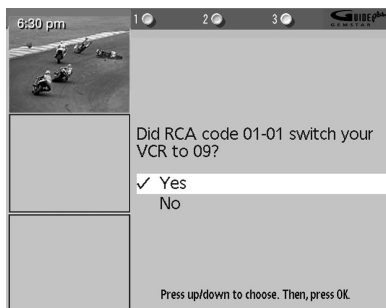 6:30 pm
1 2 3 GUIDE Plus+
GEMSTAR
Did RCA code 01-01 switch your
VCR to 09?
✓ Yes
No
Press up/down to choose. Then, press OK.